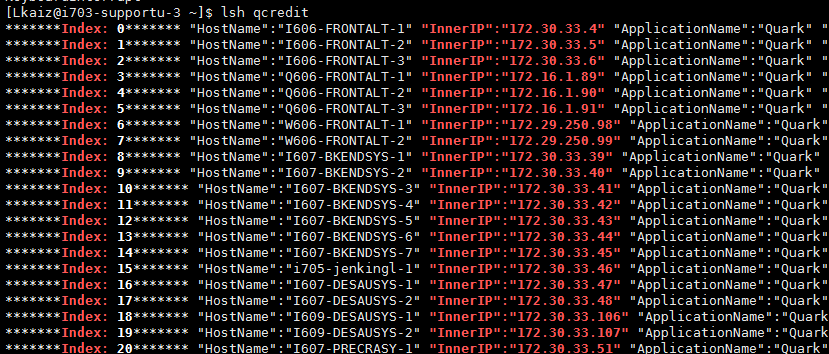 [Lkaiz@i703-supportu-3 ~]$ lsh qcredit
*******Index: 0******* "HostName":"I606-FRONTALT-1" "InnerIP":"172.30.33.4" "ApplicationName":"Quark" "
*******Index: 1******* "HostName":"I606-FRONTALT-2" "InnerIP":"172.30.33.5" "ApplicationName":"Quark" "
*******Index: 2******* "HostName":"I606-FRONTALT-3" "InnerIP":"172.30.33.6" "ApplicationName":"Quark" "
*******Index: 3******* "HostName":"Q606-FRONTALT-1" "InnerIP":"172.16.1.89" "ApplicationName":"Quark" "
*******Index: 4******* "HostName":"Q606-FRONTALT-2" "InnerIP":"172.16.1.90" "ApplicationName":"Quark" "
*******Index: 5******* "HostName":"Q606-FRONTALT-3" "InnerIP":"172.16.1.91" "ApplicationName":"Quark" "
*******Index: 6******* "HostName":"W606-FRONTALT-1" "InnerIP":"172.29.250.98" "ApplicationName":"Quark"
*******Index: 7******* "HostName":"W606-FRONTALT-2" "InnerIP":"172.29.250.99" "ApplicationName":"Quark"
*******Index: 8******* "HostName":"I607-BKENDSYS-1" "InnerIP":"172.30.33.39" "ApplicationName":"Quark"
*******Index: 9******* "HostName":"I607-BKENDSYS-2" "InnerIP":"172.30.33.40" "ApplicationName":"Quark"
*******Index: 10******* "HostName":"I607-BKENDSYS-3" "InnerIP":"172.30.33.41" "ApplicationName":"Quark"
*******Index: 11******* "HostName":"I607-BKENDSYS-4" "InnerIP":"172.30.33.42" "ApplicationName":"Quark"
*******Index: 12******* "HostName":"I607-BKENDSYS-5" "InnerIP":"172.30.33.43" "ApplicationName":"Quark"
*******Index: 13******* "HostName":"I607-BKENDSYS-6" "InnerIP":"172.30.33.44" "ApplicationName":"Quark"
*******Index: 14******* "HostName":"I607-BKENDSYS-7" "InnerIP":"172.30.33.45" "ApplicationName":"Quark"
*******Index: 15******* "HostName":"i705-jenkingl-1" "InnerIP":"172.30.33.46" "ApplicationName":"Quark"
*******Index: 16******* "HostName":"I607-DESAUSYS-1" "InnerIP":"172.30.33.47" "ApplicationName":"Quark"
*******Index: 17******* "HostName":"I607-DESAUSYS-2" "InnerIP":"172.30.33.48" "ApplicationName":"Quark"
*******Index: 18******* "HostName":"I609-DESAUSYS-1" "InnerIP":"172.30.33.106" "ApplicationName":"Quark
*******Index: 19******* "HostName":"I609-DESAUSYS-2" "InnerIP":"172.30.33.107" "ApplicationName":"Quark
*******Index: 20******* "HostName":"I607-PRECRASY-1" "InnerIP":"172.30.33.51" "ApplicationName":"Quark"